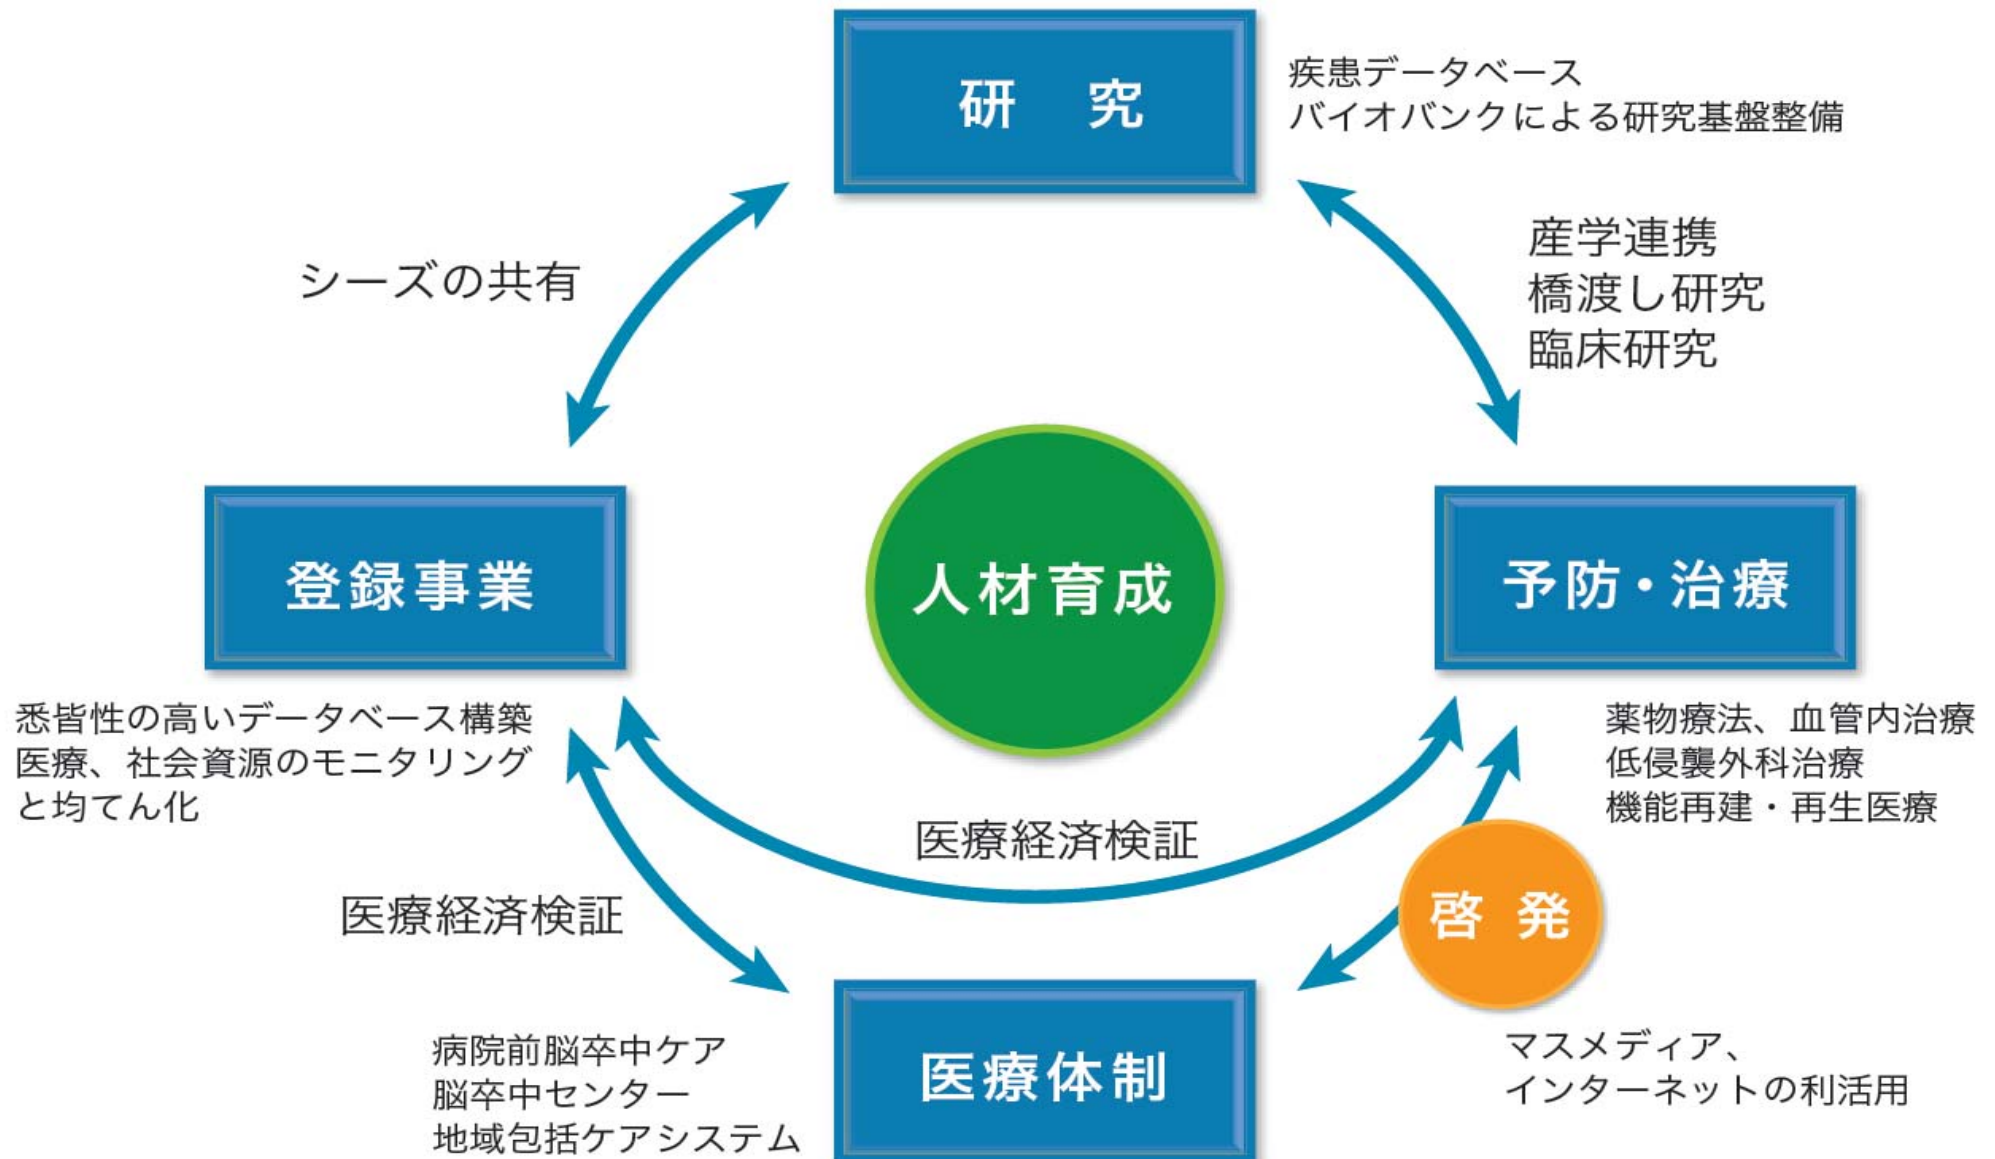 研 究
疾患データベース
バイオバンクによる研究基盤整備
シーズの共有
産学連携
橋渡し研究
臨床研究
登録事業
人材育成
予防・治療
悉皆性の高いデータベース構築
医療、社会資源のモニタリング
と均てん化
薬物療法、血管内治療
低侵襲外科治療
機能再建・再生医療
医療経済検証
医療経済検証
啓 発
病院前脳卒中ケア
脳卒中センター
地域包括ケアシステム
医療体制
マスメディア、
インターネットの利活用